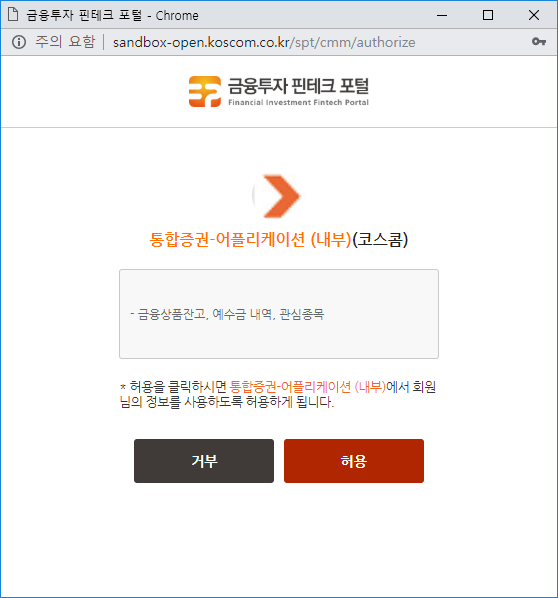 금융투자 핀테크 포털 - Chrome
주의 요함 | sandbox-open.koscom.co.kr/spt/cmm/authorize
금융투자 핀테크 포털
Financial Investment Fintech Portal
통합증권-어플리케이션 (내부)(코스콤)
- 금융상품잔고, 예수금 내역, 관심종목
* 허용을 클릭하시면 통합증권-어플리케이션 (내부)에서 회원
님의 정보를 사용하도록 허용하게 됩니다.
거부
허용